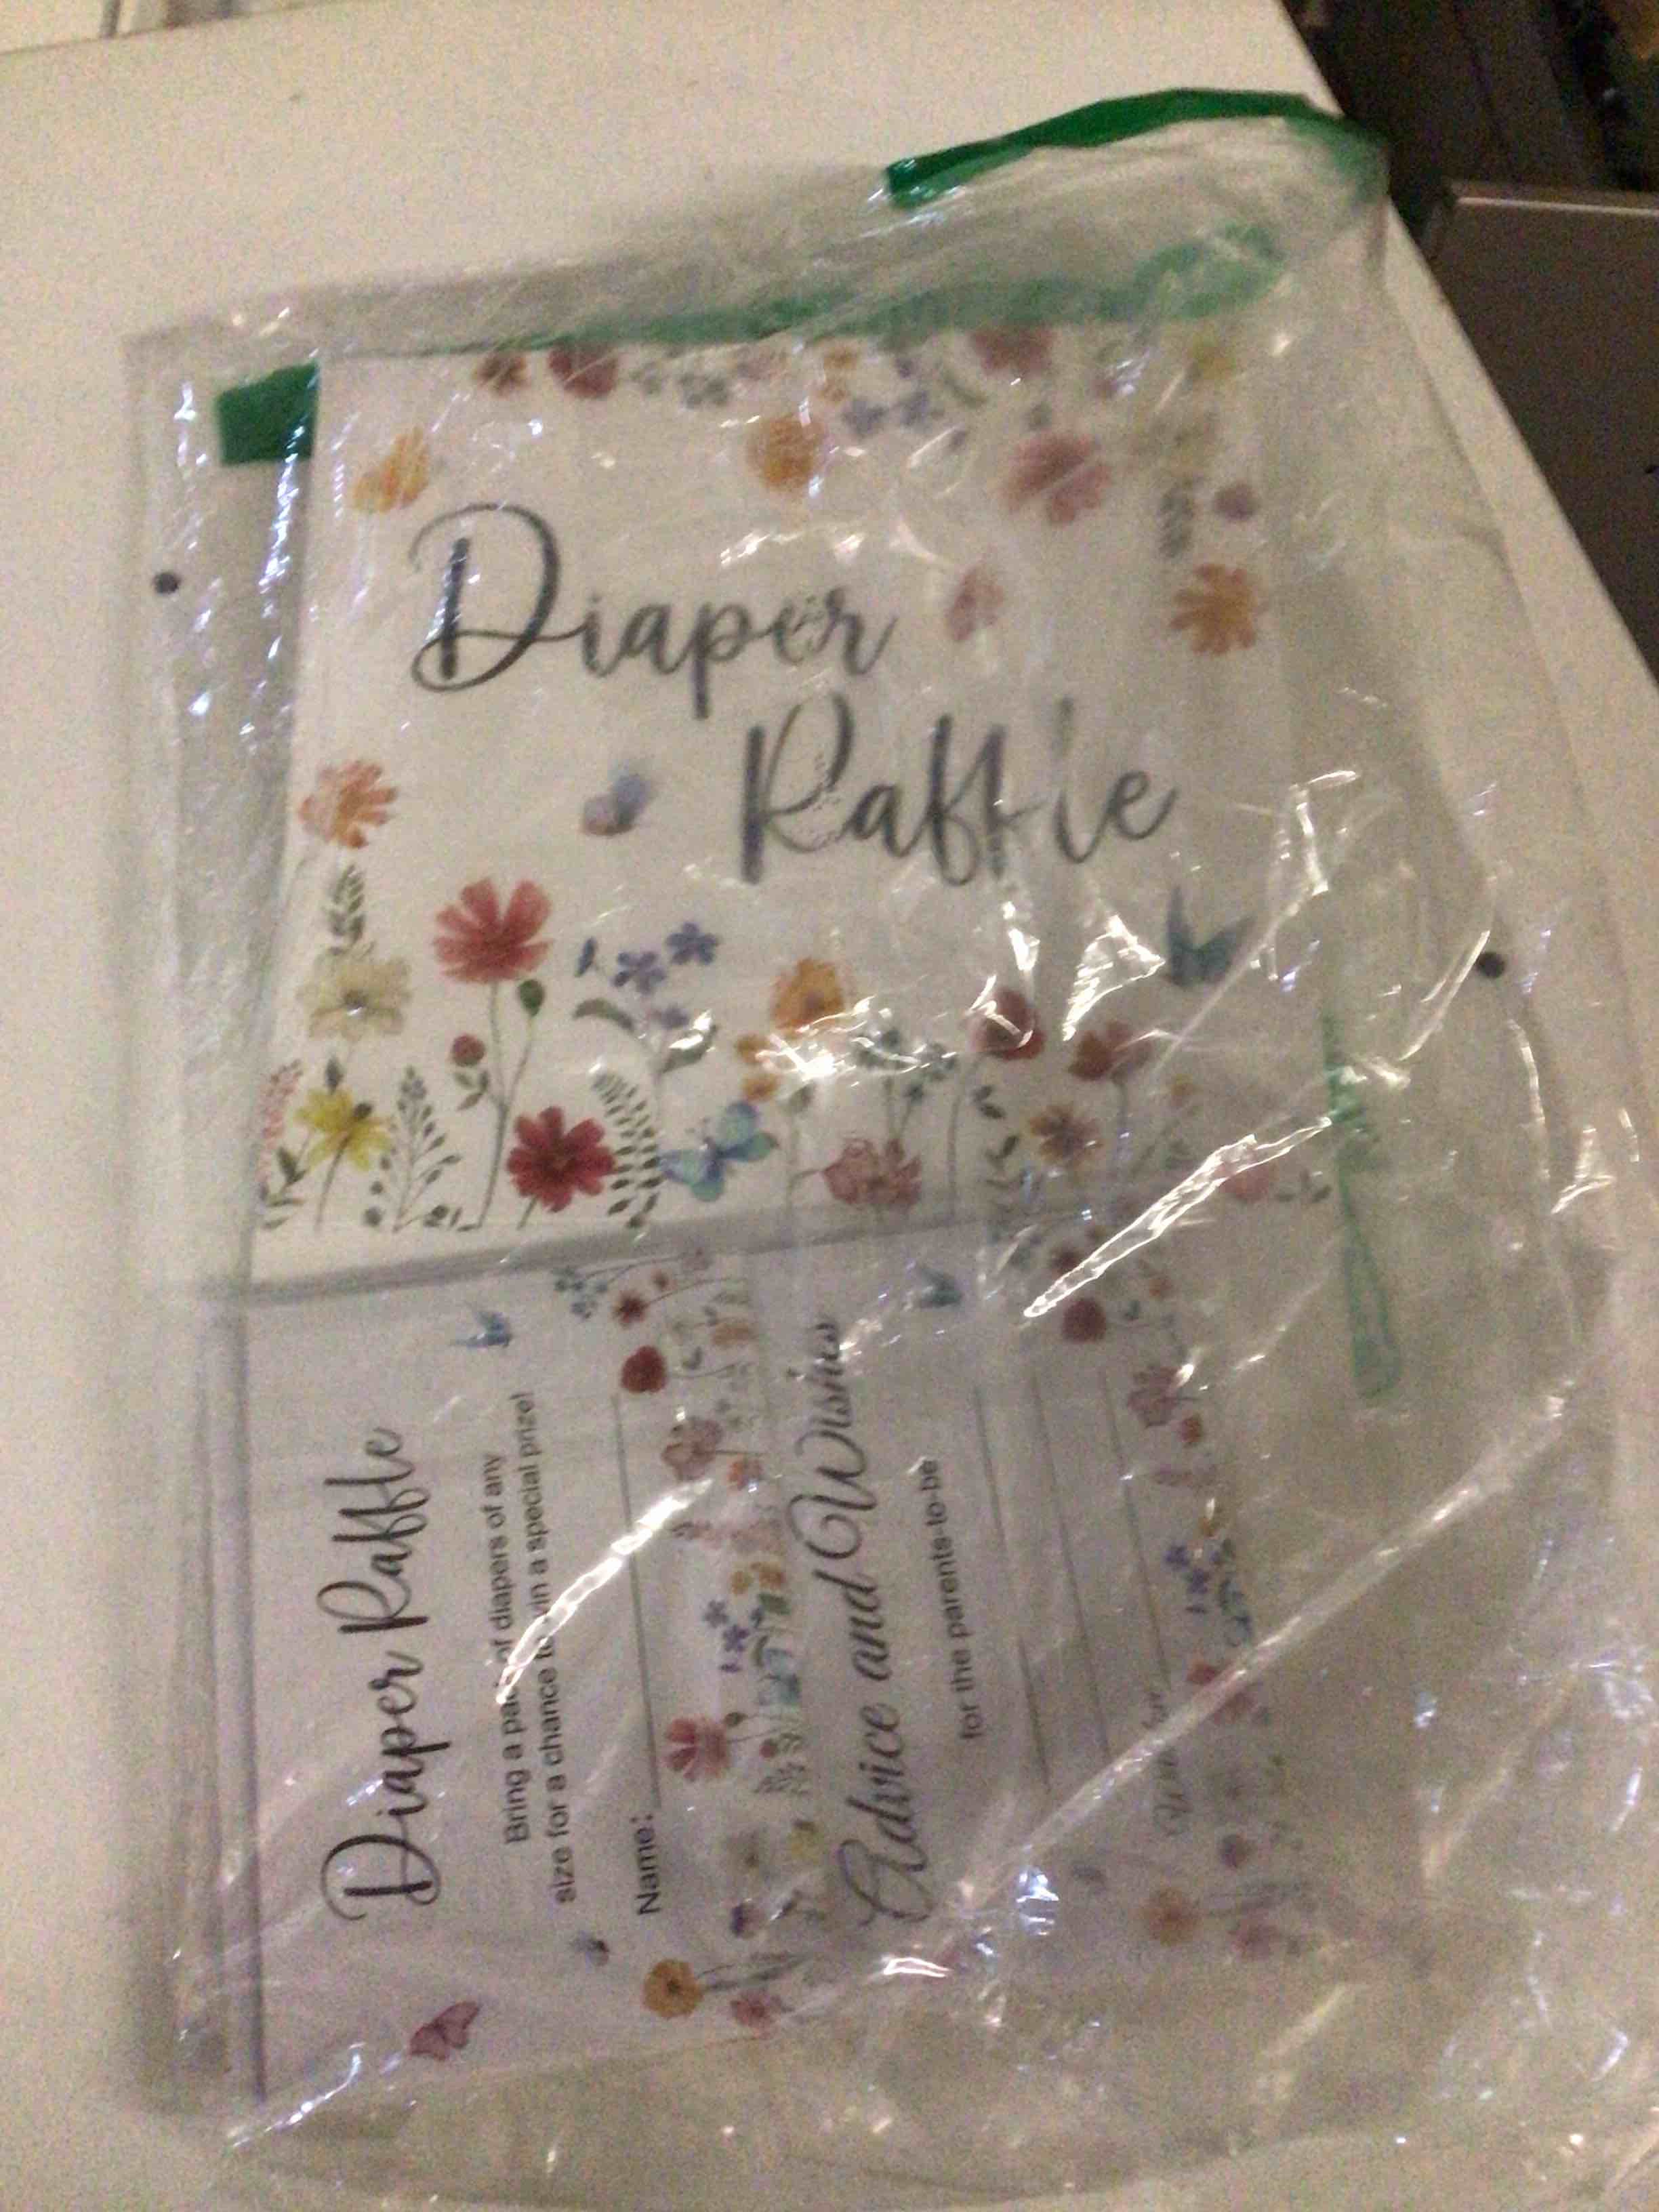 Diaper
Raffle
Diaper Raffle
Bring a pack of diapers of any
size for a chance to win a special prize!
Name:
Advice and Wishes
for the parents-to-be